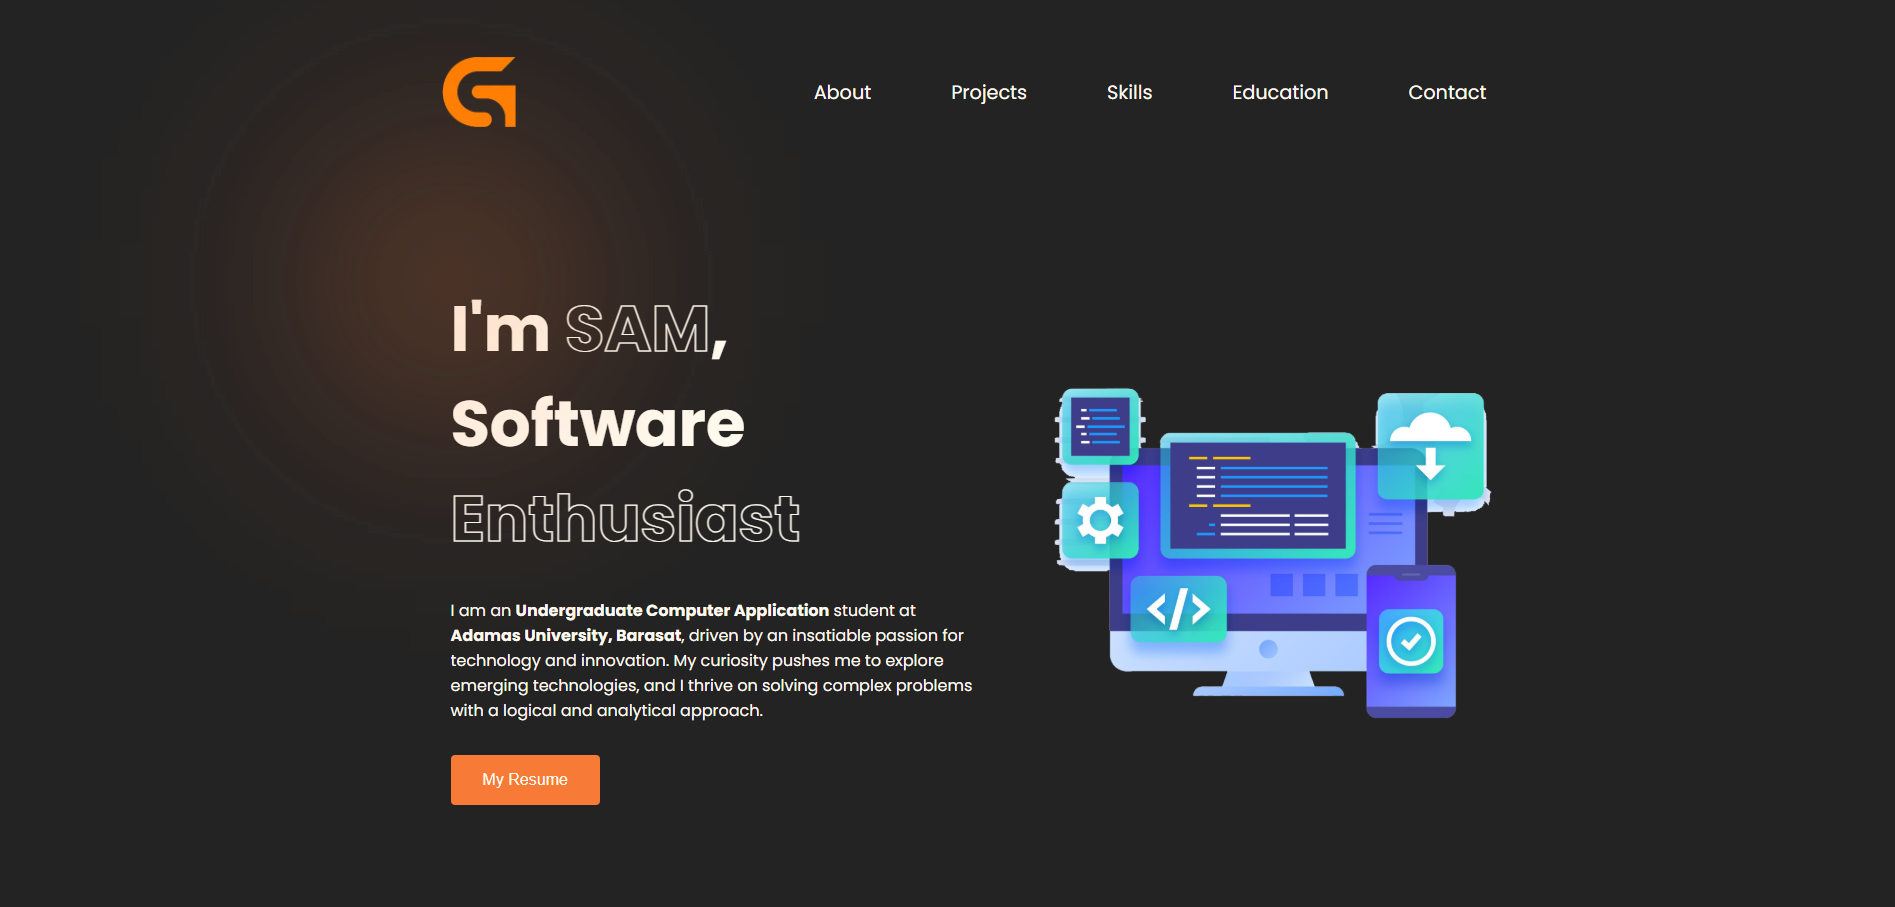 About Projects Skills Education Contact
I'm SAM,
Software
Enthusiast
I am an Undergraduate Computer Application student at
Adamas University, Barasat, driven by an insatiable passion for
technology and innovation. My curiosity pushes me to explore
emerging technologies, and I thrive on solving complex problems
with a logical and analytical approach.
My Resume